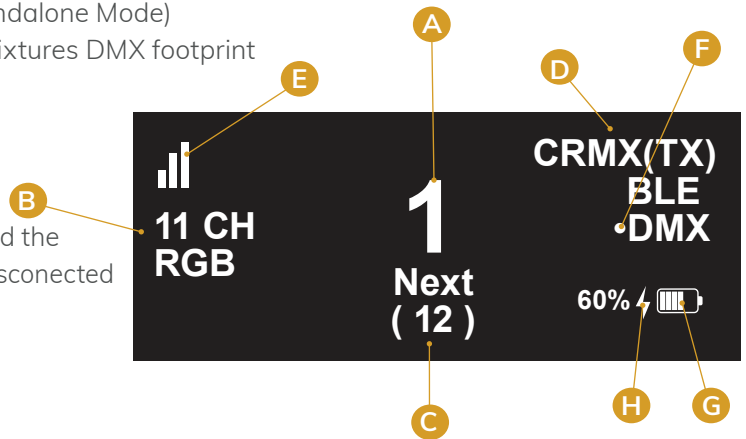 ndalone Mode)
ixtures DMX footprint
A
F
E
D
CRMX(TX)
BLE
•DMX
B
11 CH
RGB
1
d the
sconected
Next
( 12 )
60%
H
G
C